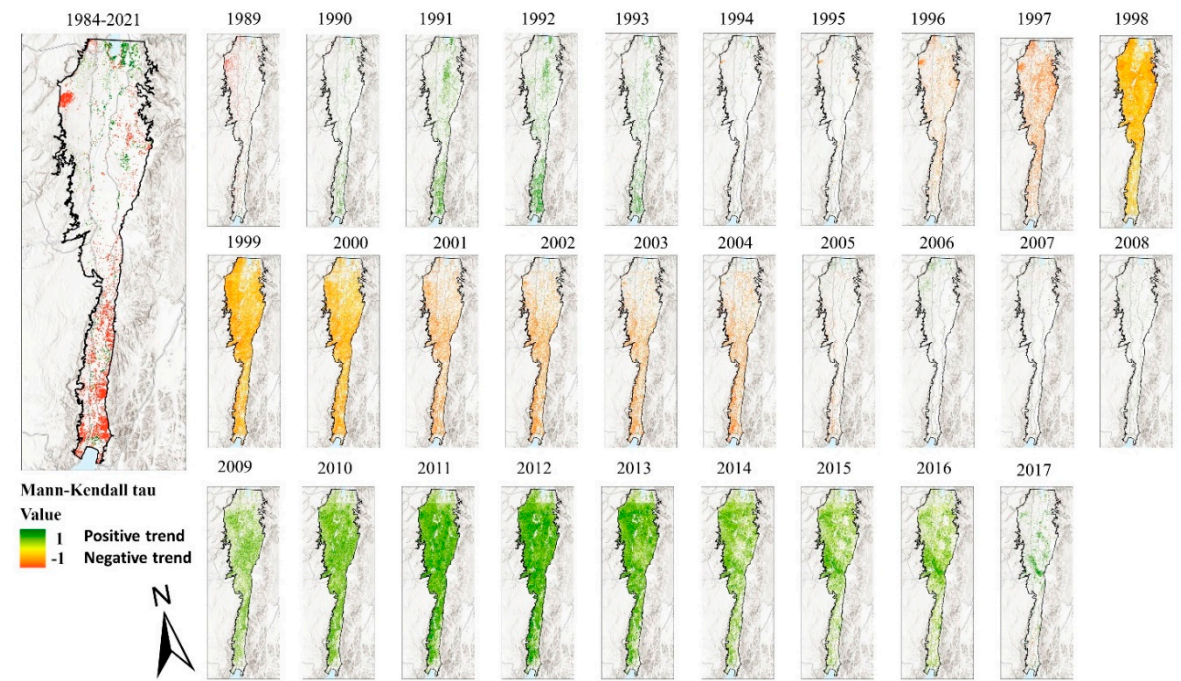 1984-2021
1989 1990 1991 1992 1993 1994 1995 1996 1997 1998
1999 2000 2001 2002 2003 2004 2005 2006 2007 2008
2009 2010 2011 2012 2013 2014 2015 2016 2017
Mann-Kendall tau
Value
1 Positive trend
-1 Negative trend
N